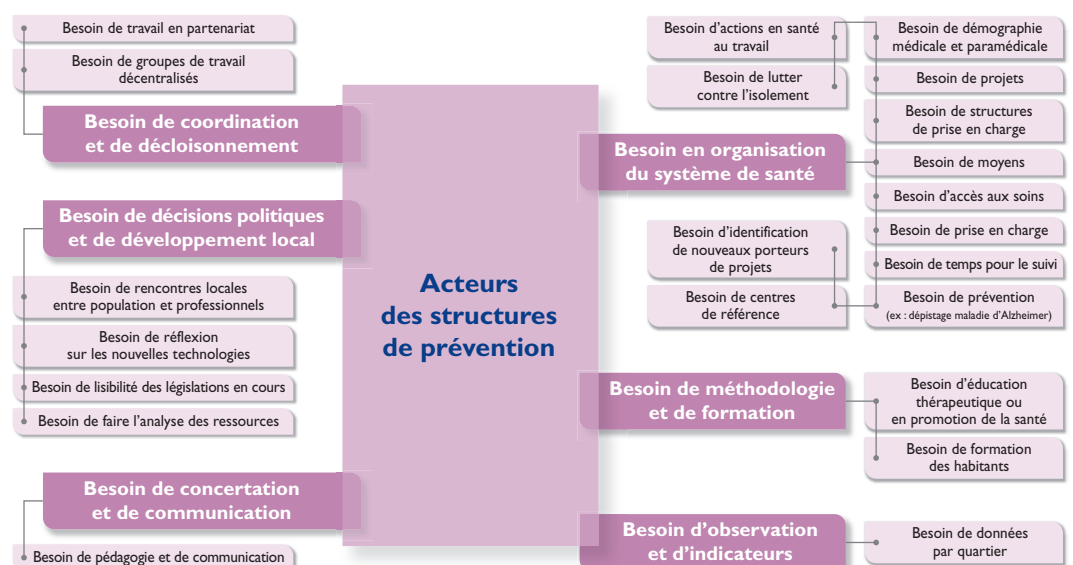 Besoin de travail en partenariat
Besoin de groupes de travail
décentralisés
Besoin de coordination
et de décloisonnement
Besoin de décisions politiques
et de développement local
Besoin de rencontres locales
entre population et professionnels
Besoin de réflexion
sur les nouvelles technologies
Besoin de lisibilité des législations en cours
Besoin de faire l'analyse des ressources
Besoin de concertation
et de communication
Besoin de pédagogie et de communication
Acteurs
des structures
de prévention
Besoin d'actions en santé
au travail
Besoin de lutter
contre l'isolement
Besoin de démographie
médicale et paramédicale
Besoin de projets
Besoin de structures
de prise en charge
Besoin en organisation
du système de santé
Besoin de moyens
Besoin d'accès aux soins
Besoin de prise en charge
Besoin de temps pour le suivi
Besoin de prévention
(ex : dépistage maladie d'Alzheimer)
Besoin d'identification
de nouveaux porteurs
de projets
Besoin de centres
de référence
Besoin de méthodologie
et de formation
Besoin d'éducation
thérapeutique ou
en promotion de la santé
Besoin de formation
des habitants
Besoin d'observation
et d'indicateurs
Besoin de données
par quartier